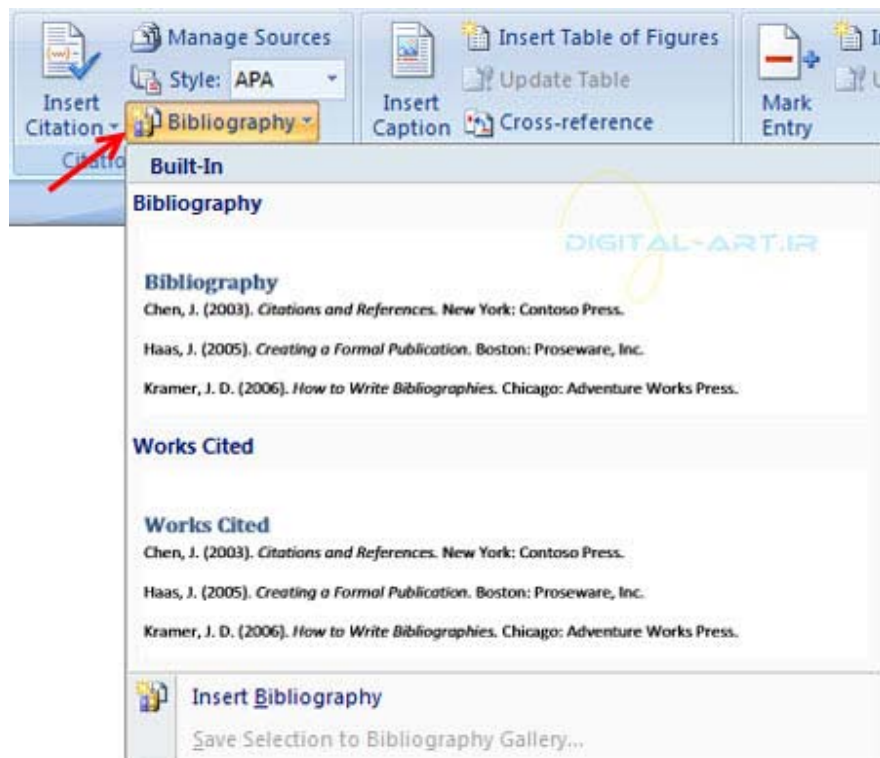 Manage Sources
Style: APA
Bibliography
Insert
Citation
Citatio
Insert Table of Figures
Update Table
Cross-reference
Insert
Caption
Mark
Entry
Built-In
Bibliography
DIGITAL-ART.IR
Bibliography
Chen, J. (2003). Citations and References. New York: Contoso Press.
Haas, J. (2005). Creating a Formal Publication. Boston: Proseware, Inc.
Kramer, J. D. (2006). How to Write Bibliographies. Chicago: Adventure Works Press.
Works Cited
Works Cited
Chen, J. (2003). Citations and References. New York: Contoso Press.
Haas, J. (2005). Creating a Formal Publication. Boston: Proseware, Inc.
Kramer, J. D. (2006). How to Write Bibliographies. Chicago: Adventure Works Press.
Insert Bibliography
Save Selection to Bibliography Gallery...